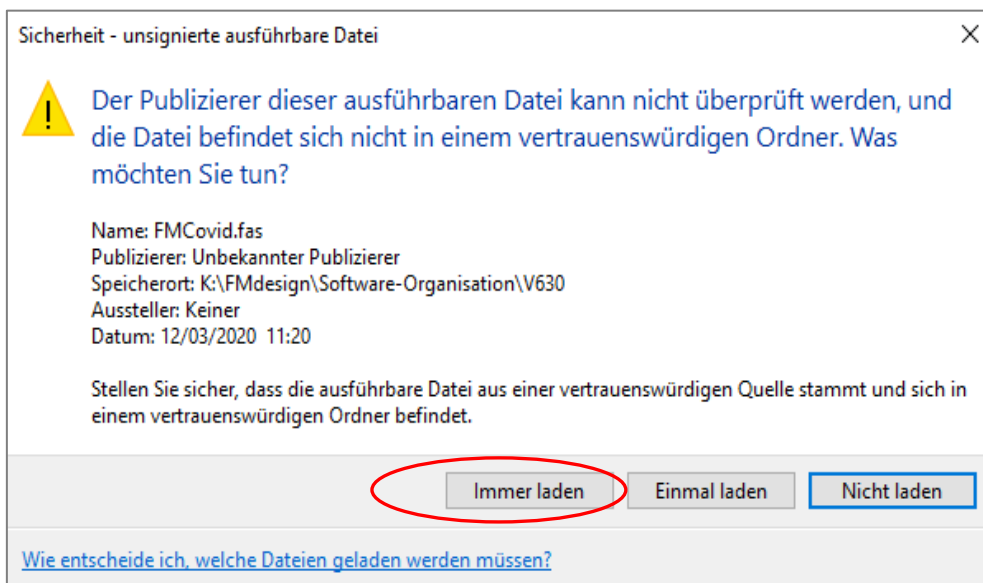 Sicherheit - unsignierte ausführbare Datei
Der Publizierer dieser ausführbaren Datei kann nicht überprüft werden, und
die Datei befindet sich nicht in einem vertrauenswürdigen Ordner. Was
möchten Sie tun?
Name: FMCovid.fas
Publizierer: Unbekannter Publizierer
Speicherort: K:\FMdesign\Software-Organisation\V630
Aussteller: Keiner
Datum: 12/03/2020 11:20
Stellen Sie sicher, dass die ausführbare Datei aus einer vertrauenswürdigen Quelle stammt und sich in
einem vertrauenswürdigen Ordner befindet.
Immer laden Einmal laden Nicht laden
Wie entscheide ich, welche Dateien geladen werden müssen?